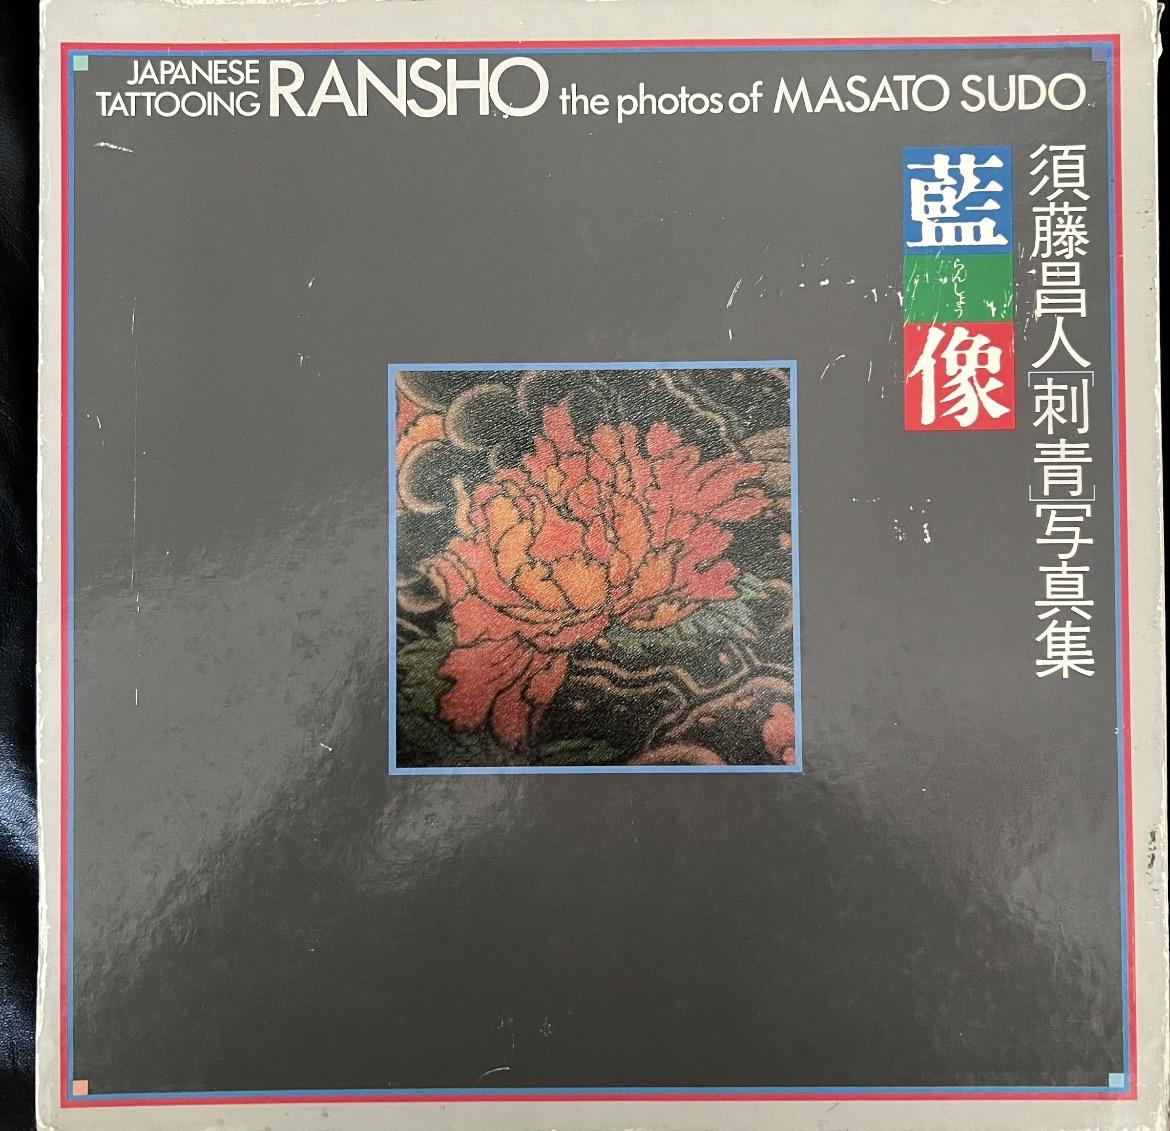 JAPANESE
TATTOOING RANSHO the photos of MASATO SUDO
須藤昌人[刺青]写真集
藍
らんしょう
像